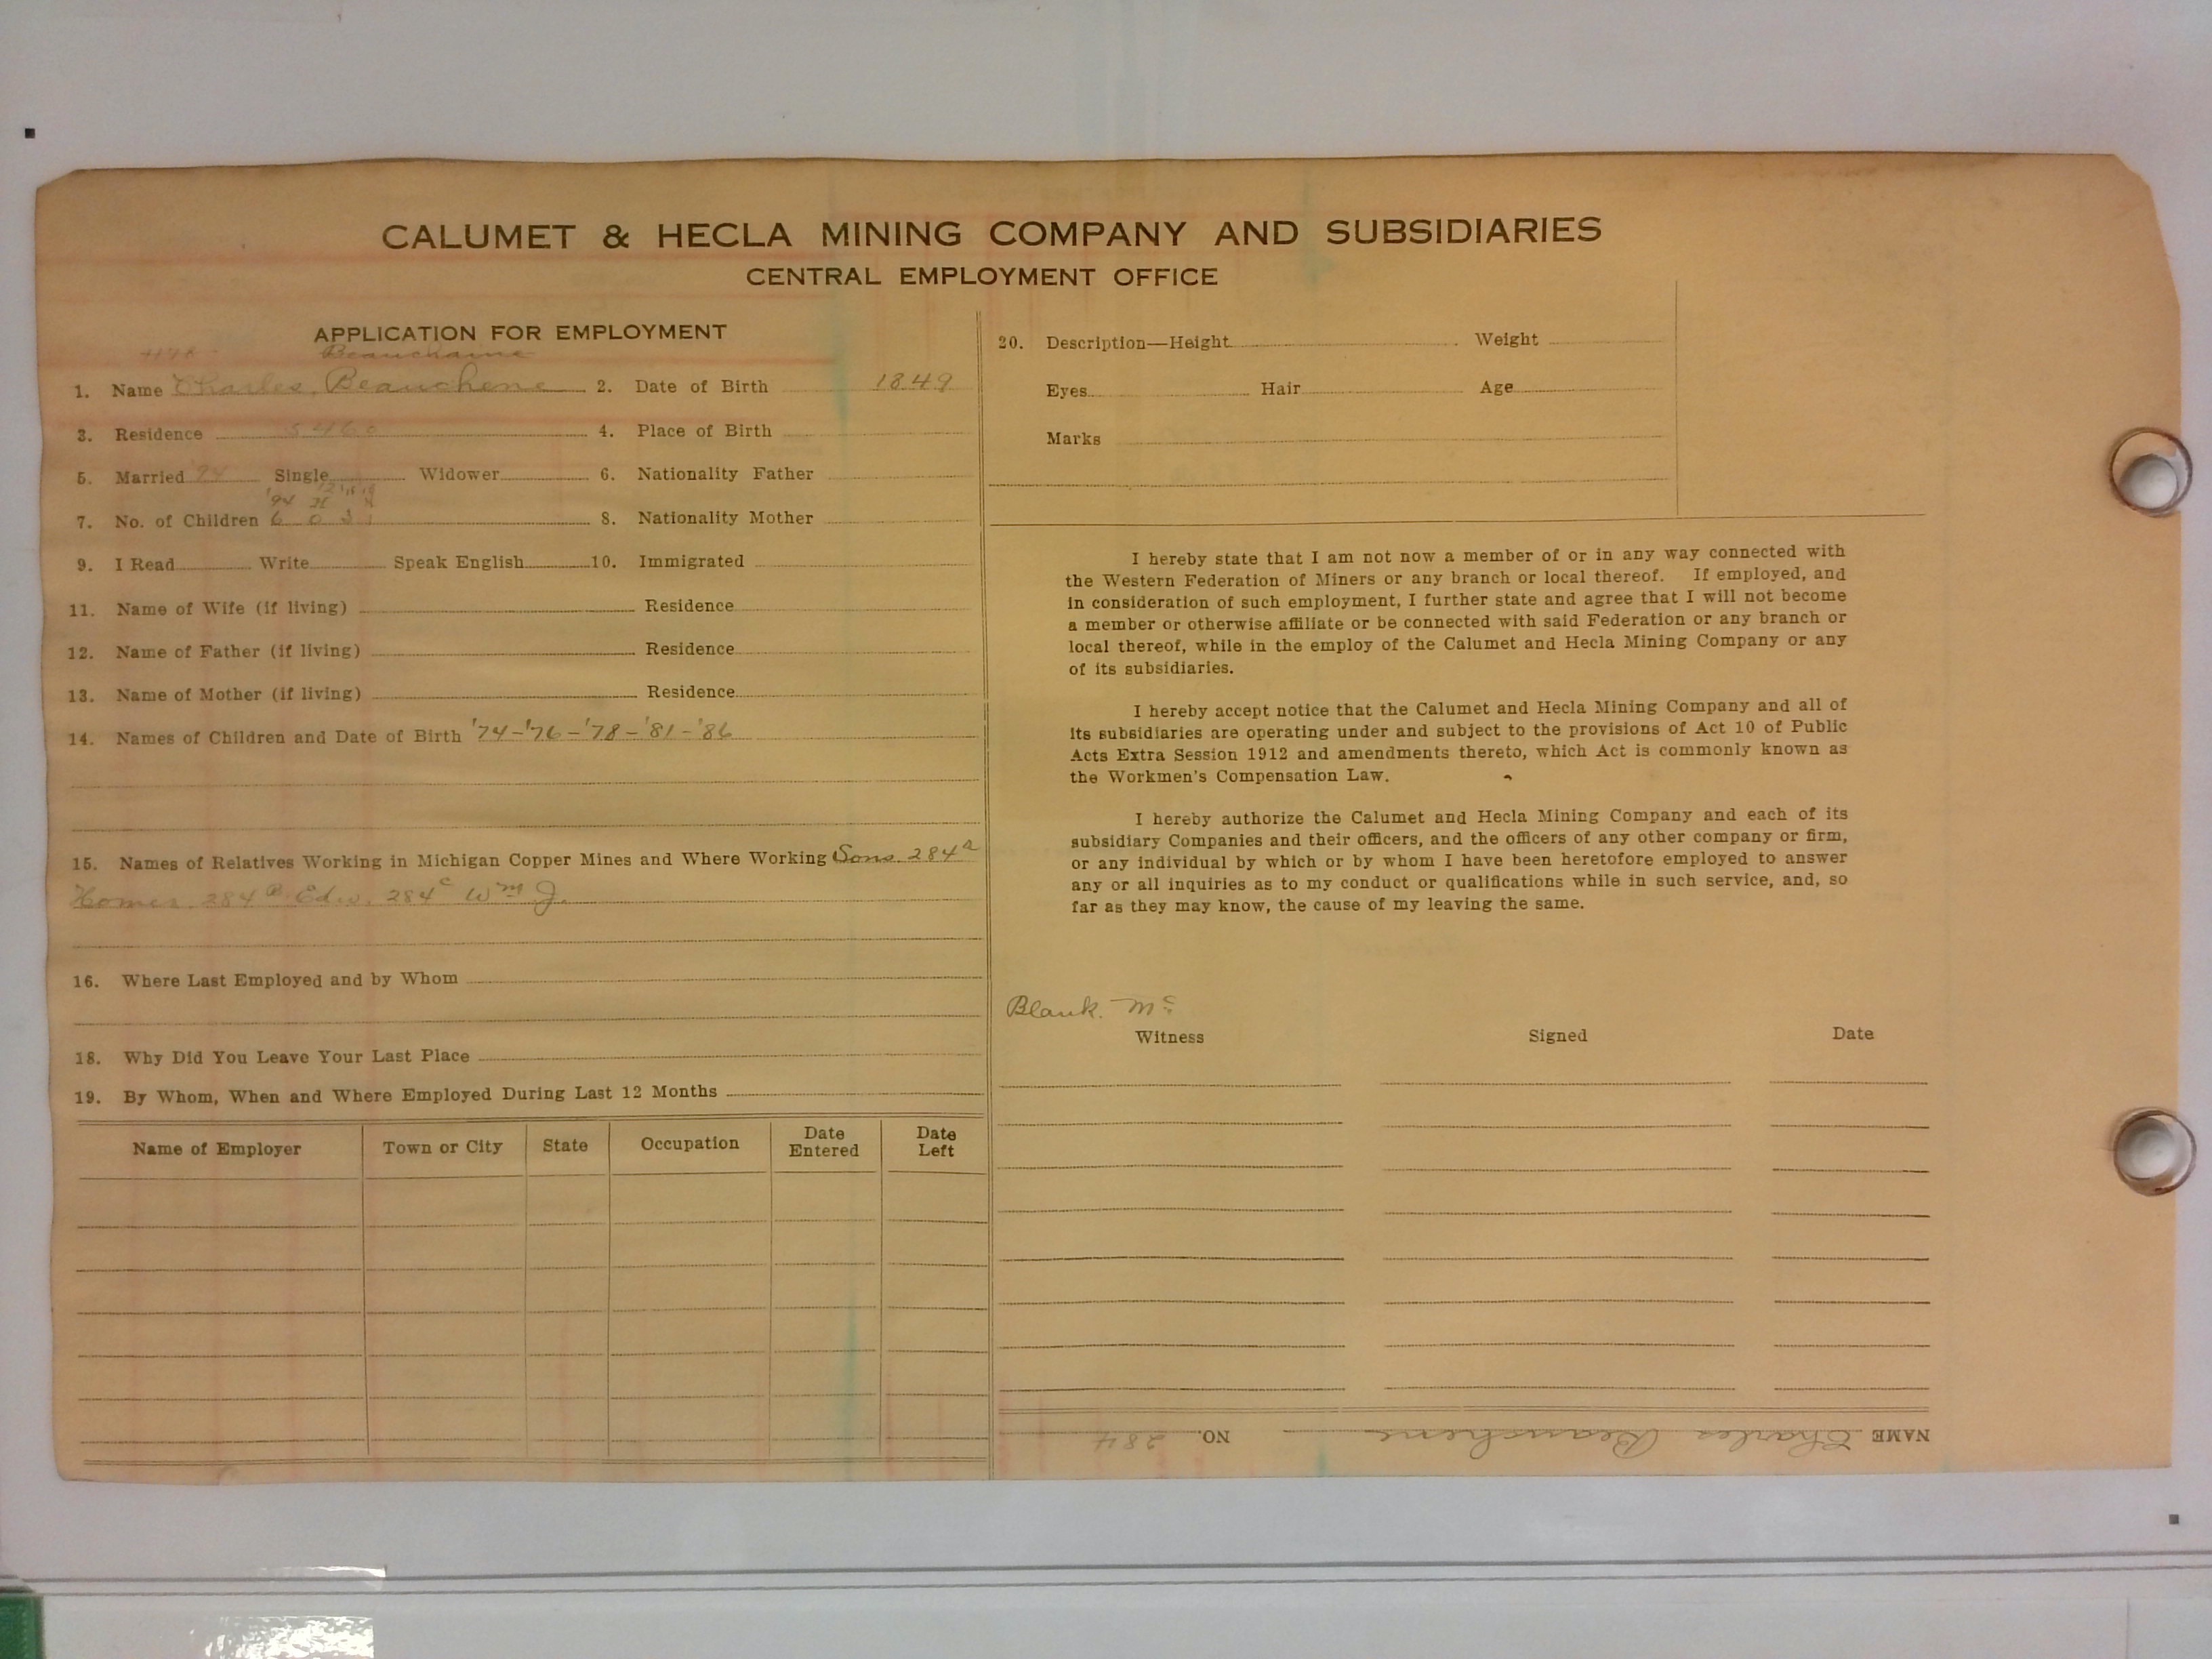 CALUMET & HECLA MINING COMPANY AND SUBSIDIARIES
CENTRAL EMPLOYMENT OFFICE
APPLICATION FOR EMPLOYMENT
Beauchaine
1. Name Charles Beauchene 2. Date of Birth 1849
3. Residence 4. Place of Birth
5. Married '94 Single Widower 6. Nationality Father
'94
7. No. of Children 6 0 8. Nationality Mother
9. I Read Write Speak English 10. Immigrated
11. Name of Wife (if living) Residence
12. Name of Father (if living) Residence
13. Name of Mother (if living) Residence
14. Names of Children and Date of Birth '74-'76-'78-'81-'86
15. Names of Relatives Working in Michigan Copper Mines and Where Working Sons. 284A
Homer. 284B Edw. 284C Wm J.
16. Where Last Employed and by Whom
18. Why Did You Leave Your Last Place
19. By Whom, When and Where Employed During Last 12 Months
Name of Employer Town or City State Occupation Date Entered Date Left
20. Description—Height Weight
Eyes Hair Age
Marks
I hereby state that I am not now a member of or in any way connected with
the Western Federation of Miners or any branch or local thereof. If employed, and
in consideration of such employment, I further state and agree that I will not become
a member or otherwise affiliate or be connected with said Federation or any branch or
local thereof, while in the employ of the Calumet and Hecla Mining Company or any
of its subsidiaries.
I hereby accept notice that the Calumet and Hecla Mining Company and all of
its subsidiaries are operating under and subject to the provisions of Act 10 of Public
Acts Extra Session 1912 and amendments thereto, which Act is commonly known as
the Workmen's Compensation Law.
I hereby authorize the Calumet and Hecla Mining Company and each of its
subsidiary Companies and their officers, and the officers of any other company or firm,
or any individual by which or by whom I have been heretofore employed to answer
any or all inquiries as to my conduct or qualifications while in such service, and, so
far as they may know, the cause of my leaving the same.
Blank. Mc
Witness Signed Date
NAME Charles Beauchene NO. 284